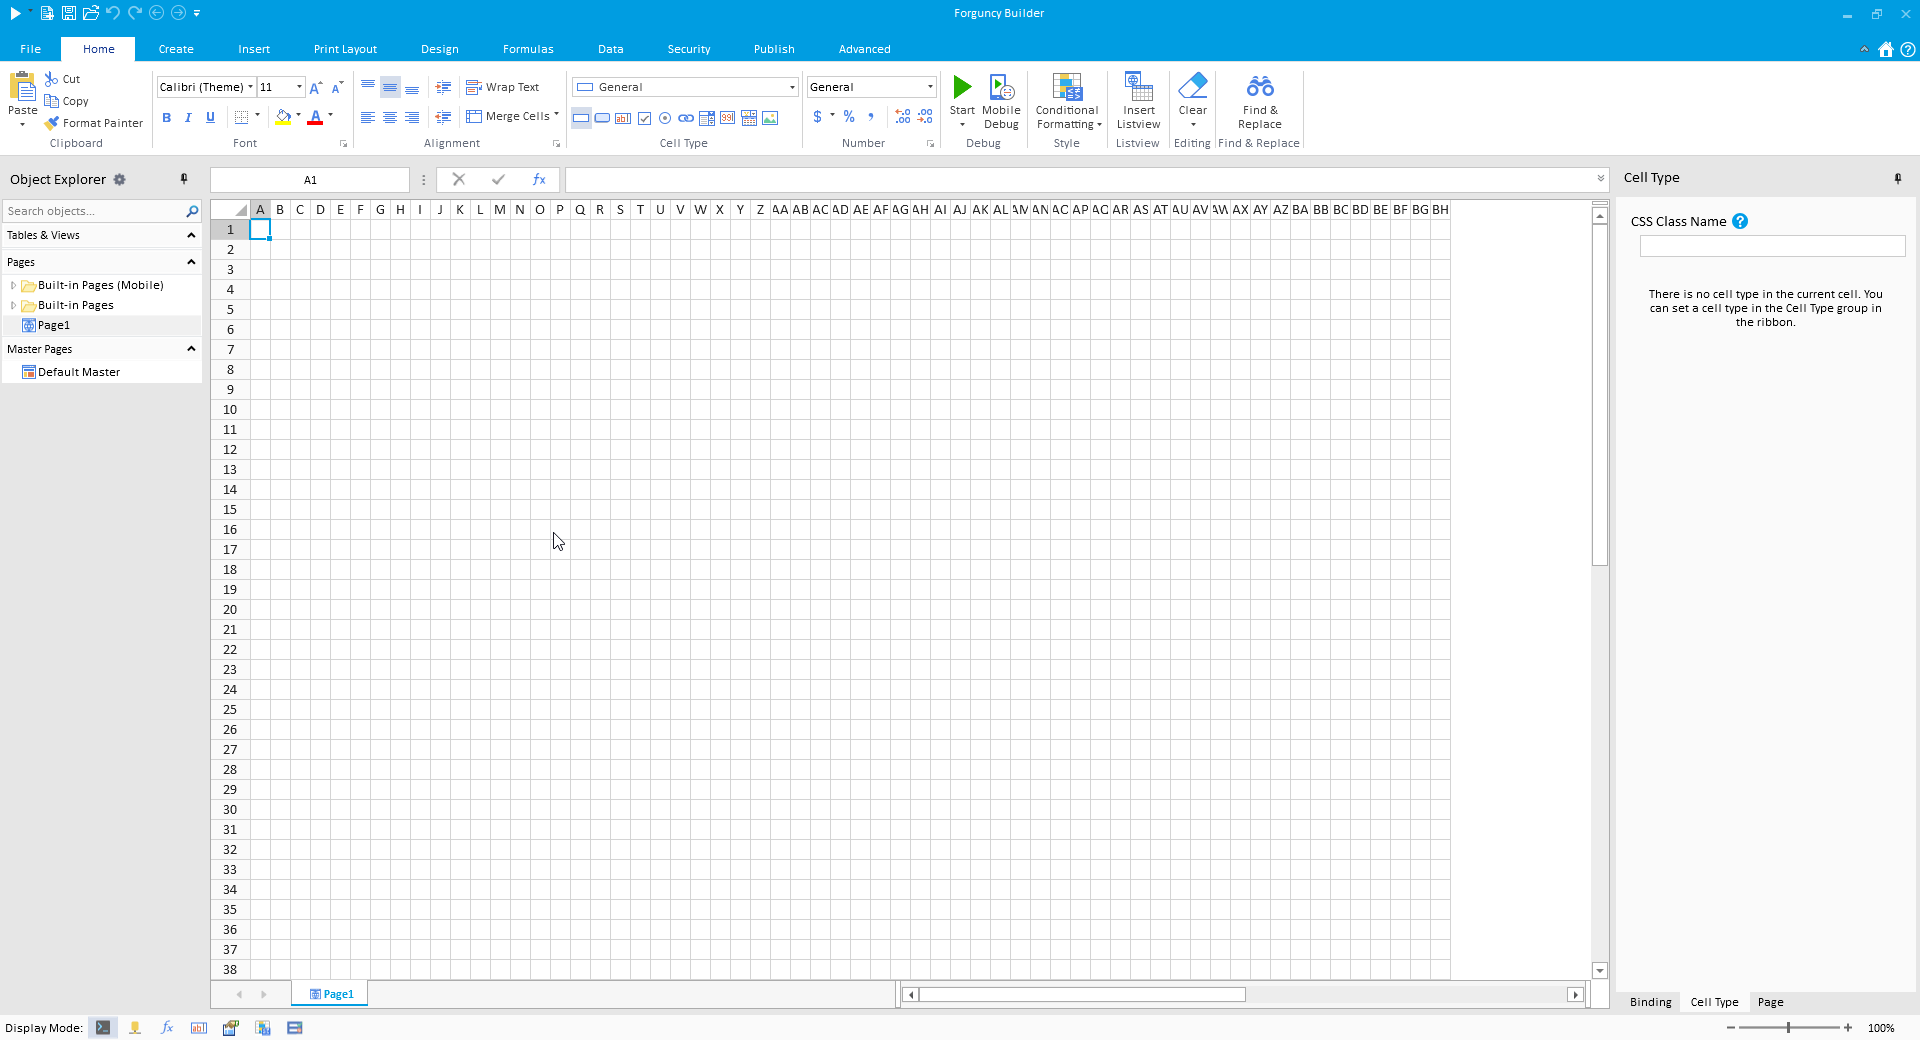 Forguncy Builder
File Home Create Insert Print Layout Design Formulas Data Security Publish Advanced
Paste
Cut
Copy
Format Painter
Clipboard
Calibri (Theme) 11
B I U
Font
Wrap Text
Merge Cells
Alignment
General
Cell Type
General
$ % ,
Number
Start
Mobile
Debug
Debug
Conditional
Formatting
Style
Insert
Listview
Listview
Clear
Editing
Find &
Replace
Find & Replace
Object Explorer
Search objects...
Tables & Views
Pages
Built-in Pages (Mobile)
Built-in Pages
Page1
Master Pages
Default Master
A1
fx
A B C D E F G H I J K L M N O P Q R S T U V W X Y Z AA AB AC AD AE AF AG AH AI AJ AK AL AM AN AO AP AQ AR AS AT AU AV AW AX AY AZ BA BB BC BD BE BF BG BH
1
2
3
4
5
6
7
8
9
10
11
12
13
14
15
16
17
18
19
20
21
22
23
24
25
26
27
28
29
30
31
32
33
34
35
36
37
38
Page1
Cell Type
CSS Class Name
There is no cell type in the current cell. You
can set a cell type in the Cell Type group in
the ribbon.
Binding Cell Type Page
Display Mode:
100%